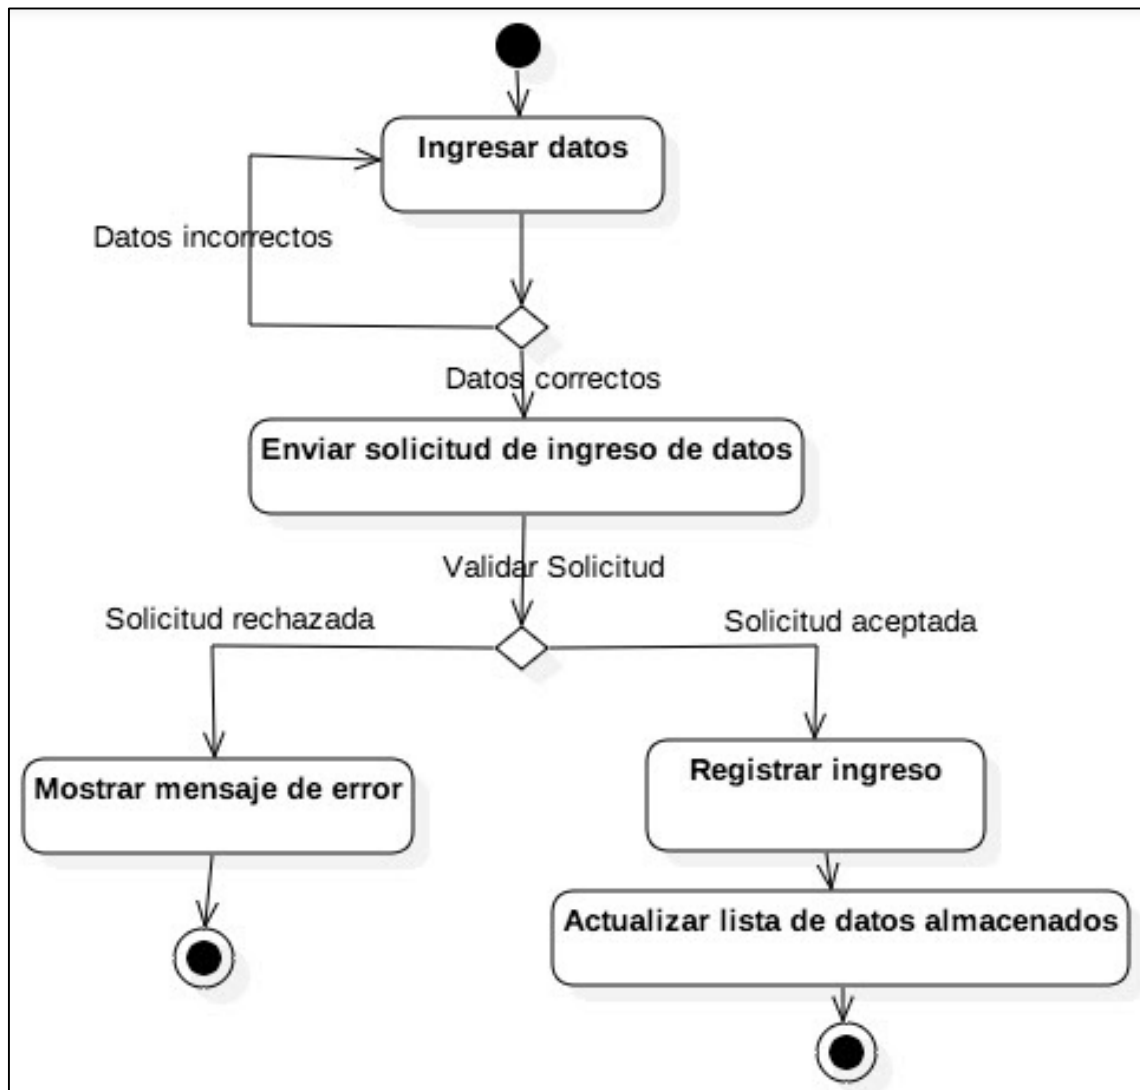 Ingresar datos
Datos incorrectos
Datos correctos
Enviar solicitud de ingreso de datos
Validar Solicitud
Solicitud rechazada
Solicitud aceptada
Mostrar mensaje de error
Registrar ingreso
Actualizar lista de datos almacenados